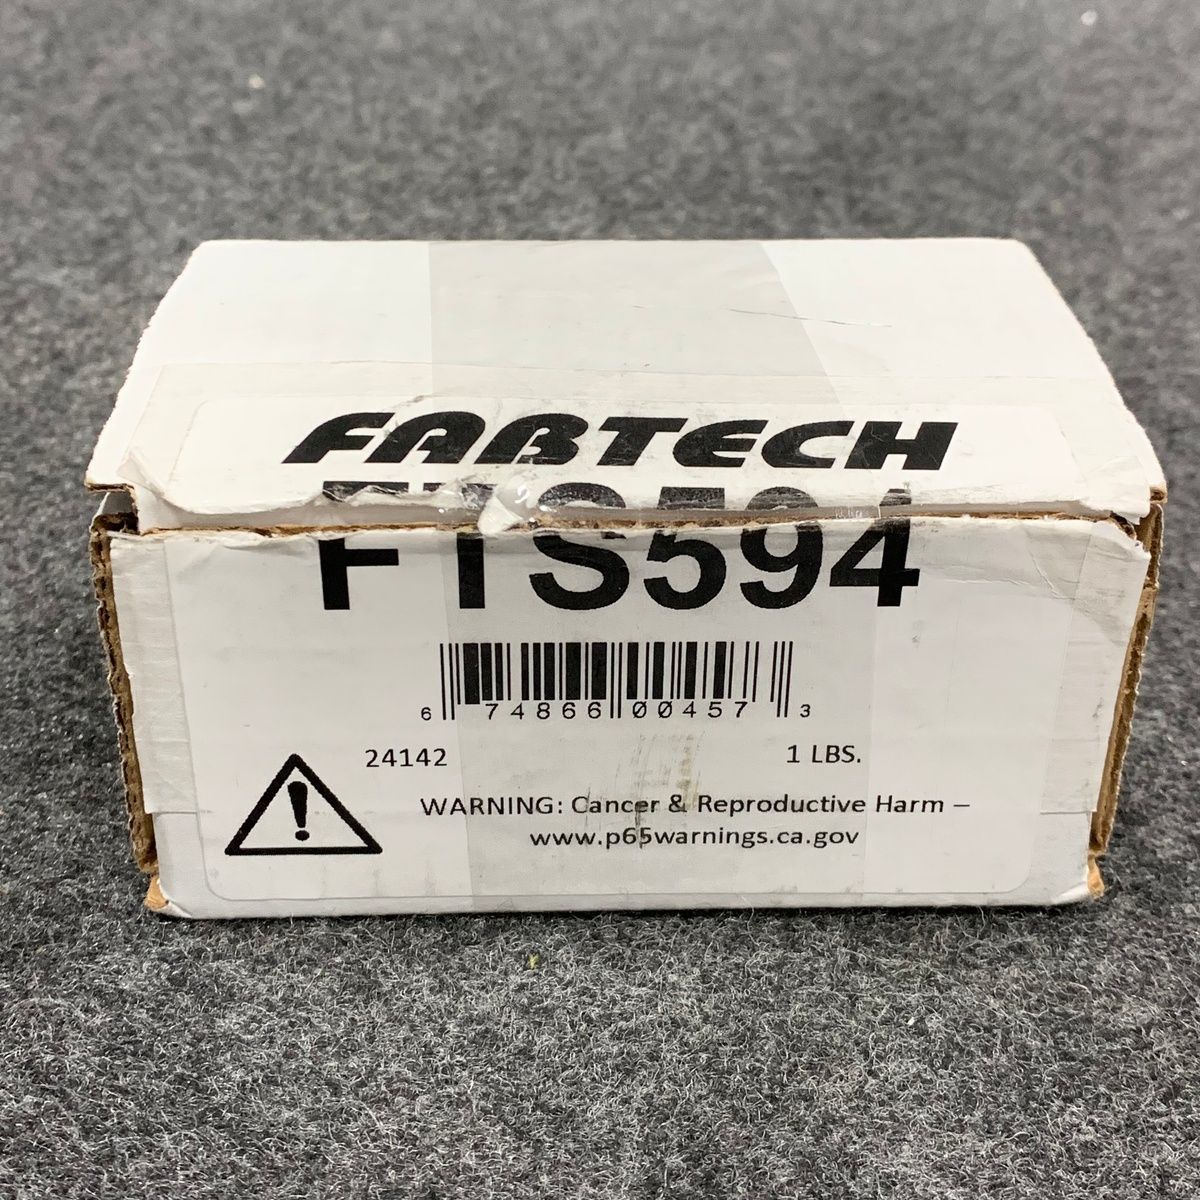 FABTECH
FTS594
6 74866 00457 3
24142 1 LBS.
WARNING: Cancer & Reproductive Harm –
www.p65warnings.ca.gov